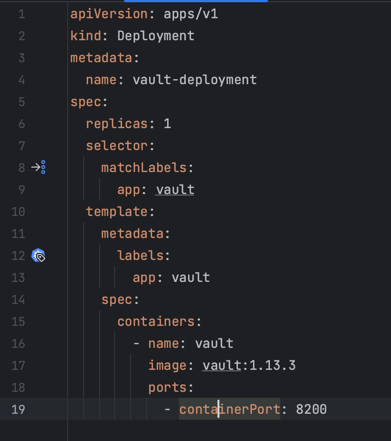 1 apiVersion: apps/v1
2 kind: Deployment
3 metadata:
4   name: vault-deployment
5 spec:
6   replicas: 1
7   selector:
8     matchLabels:
9       app: vault
10   template:
11     metadata:
12       labels:
13         app: vault
14     spec:
15       containers:
16         - name: vault
17           image: vault:1.13.3
18           ports:
19             - containerPort: 8200